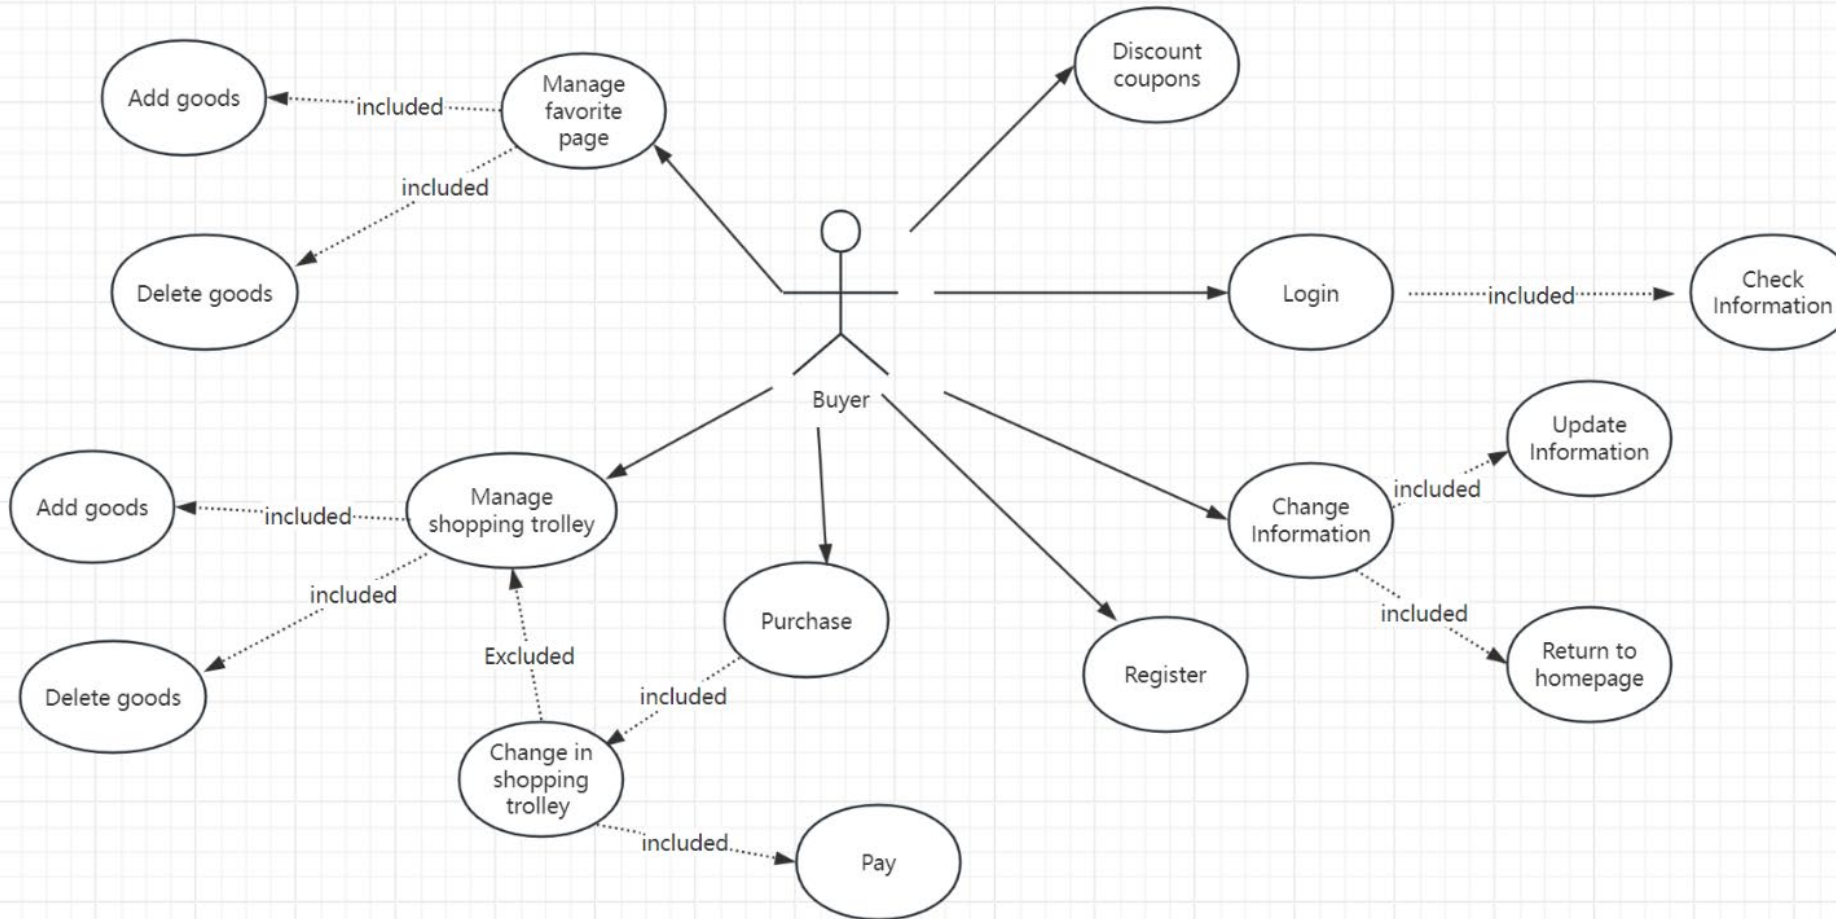 Discount
coupons
Manage
favorite
page
Add goods
included
included
Delete goods
Login
included
Check
Information
Buyer
Update
Information
included
Change
Information
included
Return to
homepage
Manage
shopping trolley
Add goods
included
included
Delete goods
Excluded
Purchase
included
Register
Change in
shopping
trolley
included
Pay